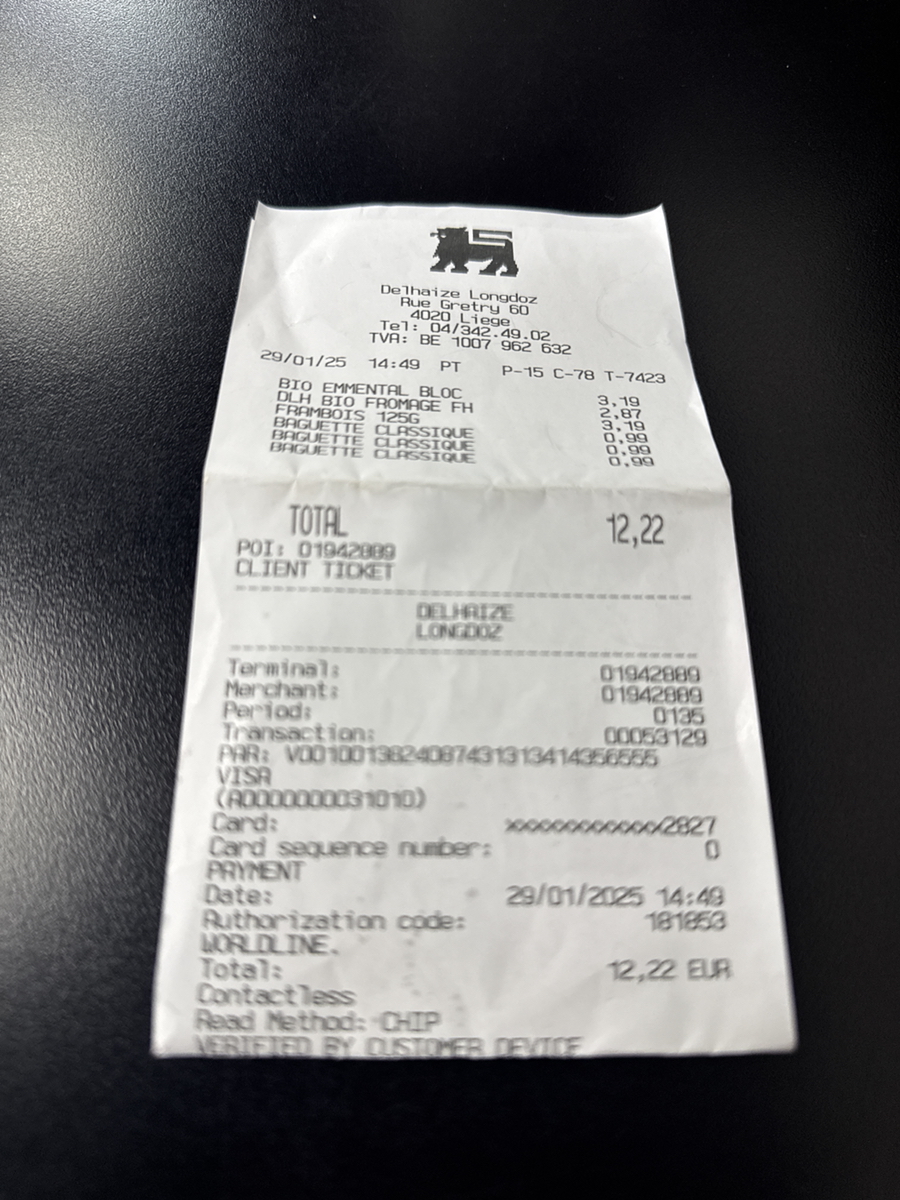 Delhaize Longdoz
Rue Gretry 60
4020 Liege
Tel: 04/342.49.02
TVA: BE 1007 962 632
29/01/25 14:49 PT P-15 C-78 T-7423
BIO EMMENTAL BLOC 3,19
DLH BIO FROMAGE FH 2,87
FRAMBOIS 125G 3,19
BAGUETTE CLASSIQUE 0,99
BAGUETTE CLASSIQUE 0,99
BAGUETTE CLASSIQUE 0,99
TOTAL 12,22
POI: 01942889
CLIENT TICKET
DELHAIZE
LONGDOZ
Terminal: 01942889
Merchant: 01942889
Period: 0135
Transaction: 00053129
PAR: V0010013824087431313414356555
VISA
(A0000000031010)
Card: xxxxxxxxxxxx2827
Card sequence number: 0
PAYMENT
Date: 29/01/2025 14:49
Authorization code: 181853
WORLDLINE.
Total: 12,22 EUR
Contactless
Read Method: CHIP
VERIFIED BY CUSTOMER DEVICE